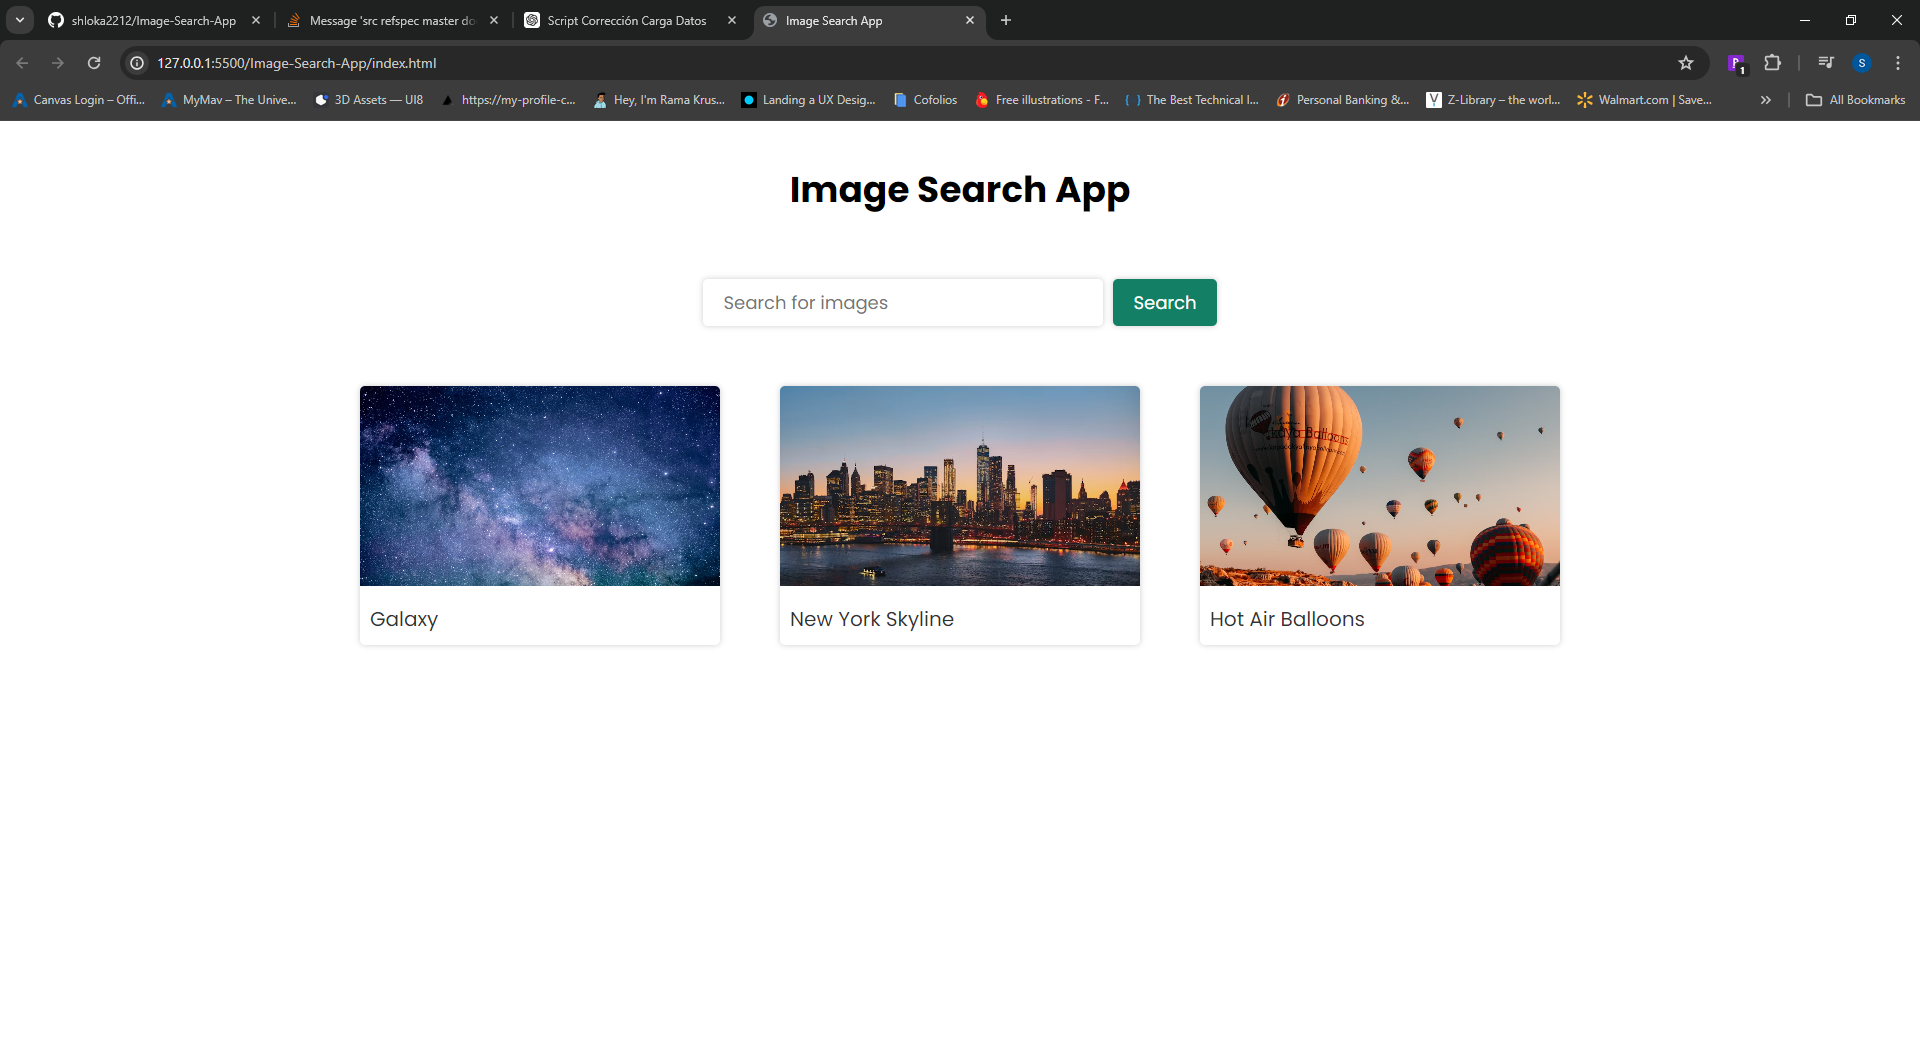 shloka2212/Image-Search-App
Message 'src refspec master do
Script Corrección Carga Datos
Image Search App
127.0.0.1:5500/Image-Search-App/index.html
1
S
Canvas Login – Offi...
MyMav – The Unive...
3D Assets — UI8
https://my-profile-c...
Hey, I'm Rama Krus...
Landing a UX Desig...
Cofolios
Free illustrations - F...
The Best Technical I...
Personal Banking &...
Z-Library – the worl...
Walmart.com | Save...
All Bookmarks
Image Search App
Search for images
Search
Balloons
Galaxy
New York Skyline
Hot Air Balloons